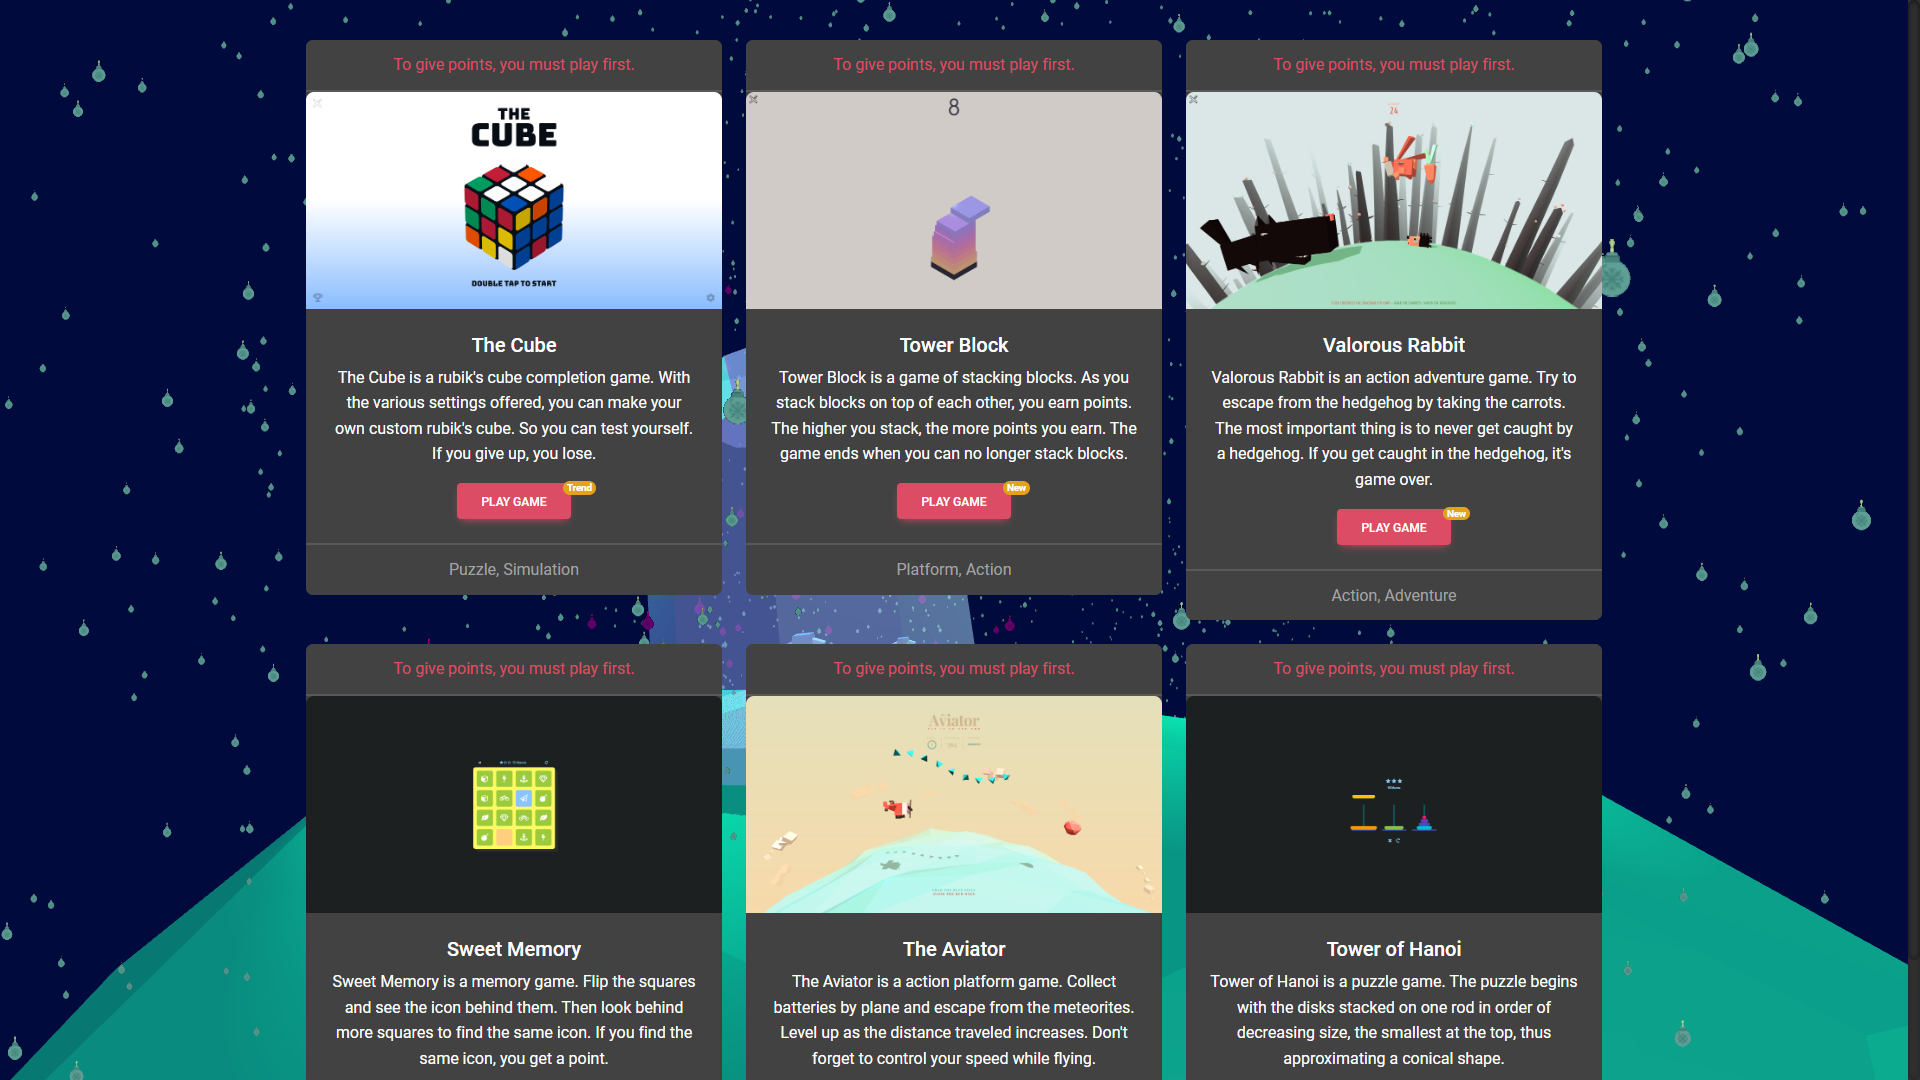 To give points, you must play first.
THE
CUBE
DOUBLE TAP TO START
The Cube
The Cube is a rubik's cube completion game. With
the various settings offered, you can make your
own custom rubik's cube. So you can test yourself.
If you give up, you lose.
PLAY GAME
Trend
Puzzle, Simulation
To give points, you must play first.
8
Tower Block
Tower Block is a game of stacking blocks. As you
stack blocks on top of each other, you earn points.
The higher you stack, the more points you earn. The
game ends when you can no longer stack blocks.
PLAY GAME
New
Platform, Action
To give points, you must play first.
24
Valorous Rabbit
Valorous Rabbit is an action adventure game. Try to
escape from the hedgehog by taking the carrots.
The most important thing is to never get caught by
a hedgehog. If you get caught in the hedgehog, it's
game over.
PLAY GAME
New
Action, Adventure
To give points, you must play first.
Sweet Memory
Sweet Memory is a memory game. Flip the squares
and see the icon behind them. Then look behind
more squares to find the same icon. If you find the
same icon, you get a point.
To give points, you must play first.
Aviator
The Aviator
The Aviator is a action platform game. Collect
batteries by plane and escape from the meteorites.
Level up as the distance traveled increases. Don't
forget to control your speed while flying.
To give points, you must play first.
Tower of Hanoi
Tower of Hanoi is a puzzle game. The puzzle begins
with the disks stacked on one rod in order of
decreasing size, the smallest at the top, thus
approximating a conical shape.